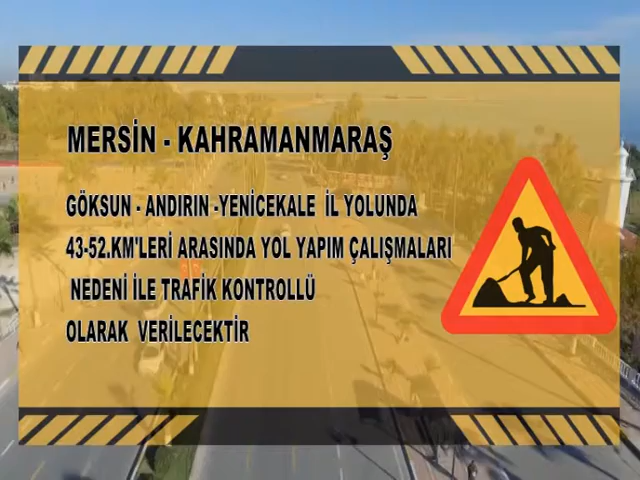 MERSİN - KAHRAMANMARAŞ
GÖKSUN - ANDIRIN -YENİCEKALE İL YOLUNDA
43-52.KM'LERİ ARASINDA YOL YAPIM ÇALIŞMALARI
NEDENİ İLE TRAFİK KONTROLLÜ
OLARAK VERİLECEKTİR